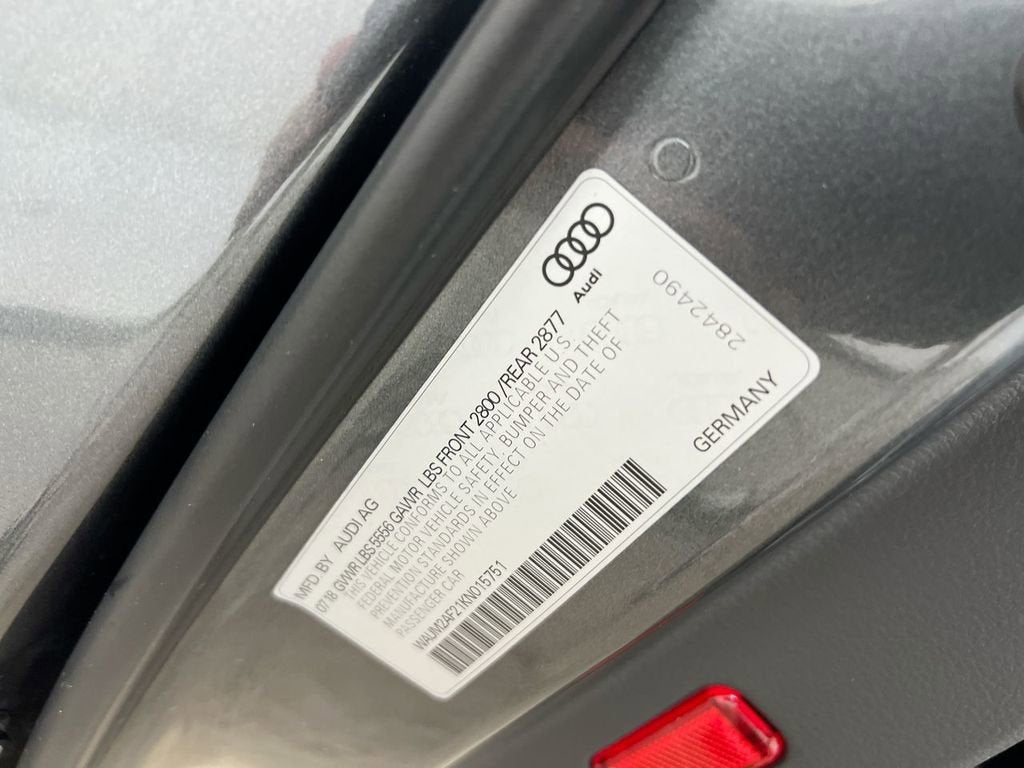 Audi
2842490
MFD BY AUDI AG
07/18 GVWR LBS 5556 GAWR LBS FRONT 2800 / REAR 2877
THIS VEHICLE CONFORMS TO ALL APPLICABLE U.S.
FEDERAL MOTOR VEHICLE SAFETY, BUMPER AND THEFT
PREVENTION STANDARDS IN EFFECT ON THE DATE OF
MANUFACTURE SHOWN ABOVE
PASSENGER CAR
WAUM2AF21KN015751
GERMANY